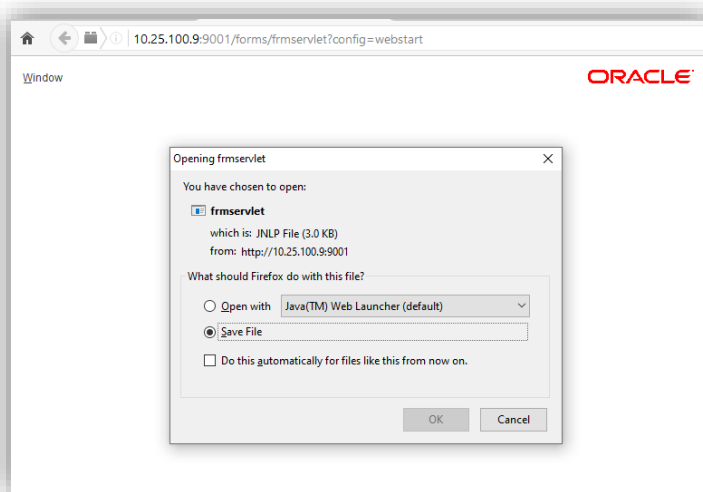 10.25.100.9:9001/forms/frmservlet?config=webstart
Window
ORACLE
Opening frmservlet
You have chosen to open:
frmservlet
which is: JNLP File (3.0 KB)
from: http://10.25.100.9:9001
What should Firefox do with this file?
Open with
Java(TM) Web Launcher (default)
Save File
Do this automatically for files like this from now on.
OK
Cancel